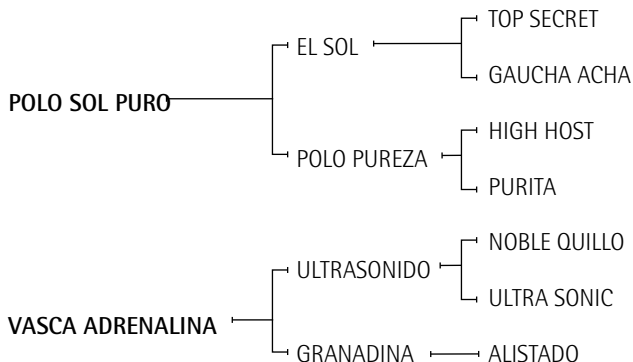 TOP SECRET
EL SOL
GAUCHA ACHA
POLO SOL PURO
HIGH HOST
POLO PUREZA
PURITA
NOBLE QUILLO
ULTRASONIDO
ULTRA SONIC
VASCA ADRENALINA
GRANADINA
ALISTADO